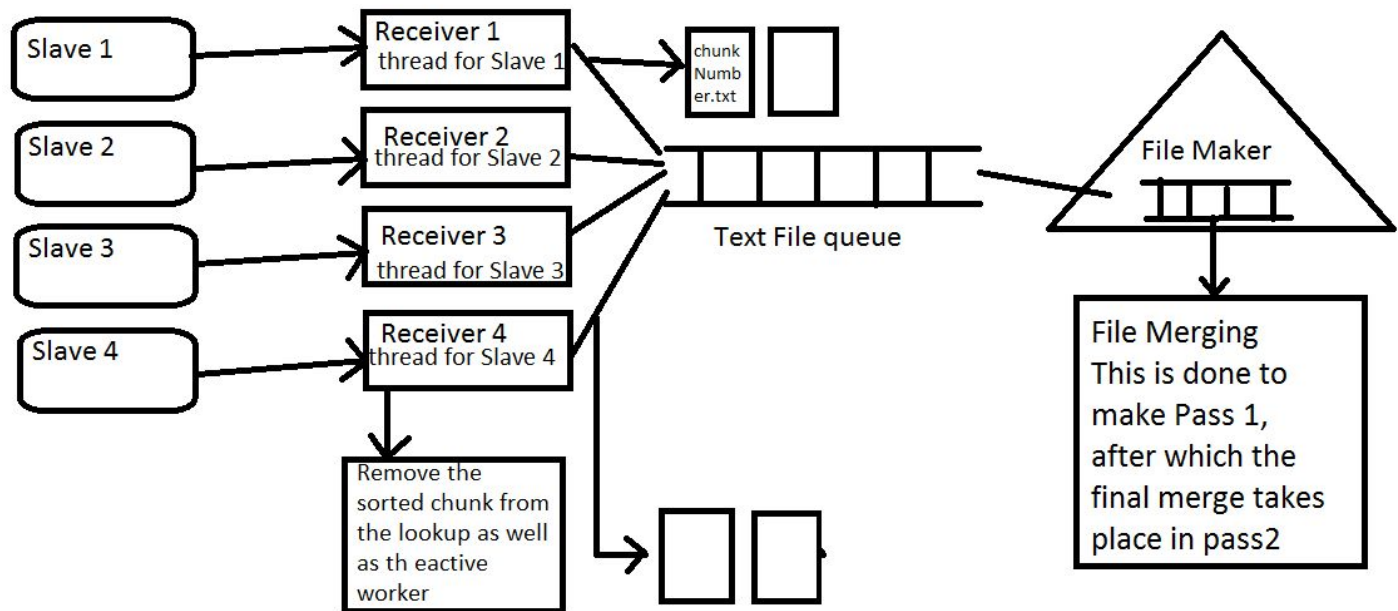 Slave 1
Receiver 1
thread for Slave 1
chunk
Numb
er.txt
Slave 2
Receiver 2
thread for Slave 2
File Maker
Slave 3
Receiver 3
thread for Slave 3
Text File queue
Slave 4
Receiver 4
thread for Slave 4
Remove the
sorted chunk from
the lookup as well
as th eactive
worker
File Merging
This is done to
make Pass 1,
after which the
final merge takes
place in pass2